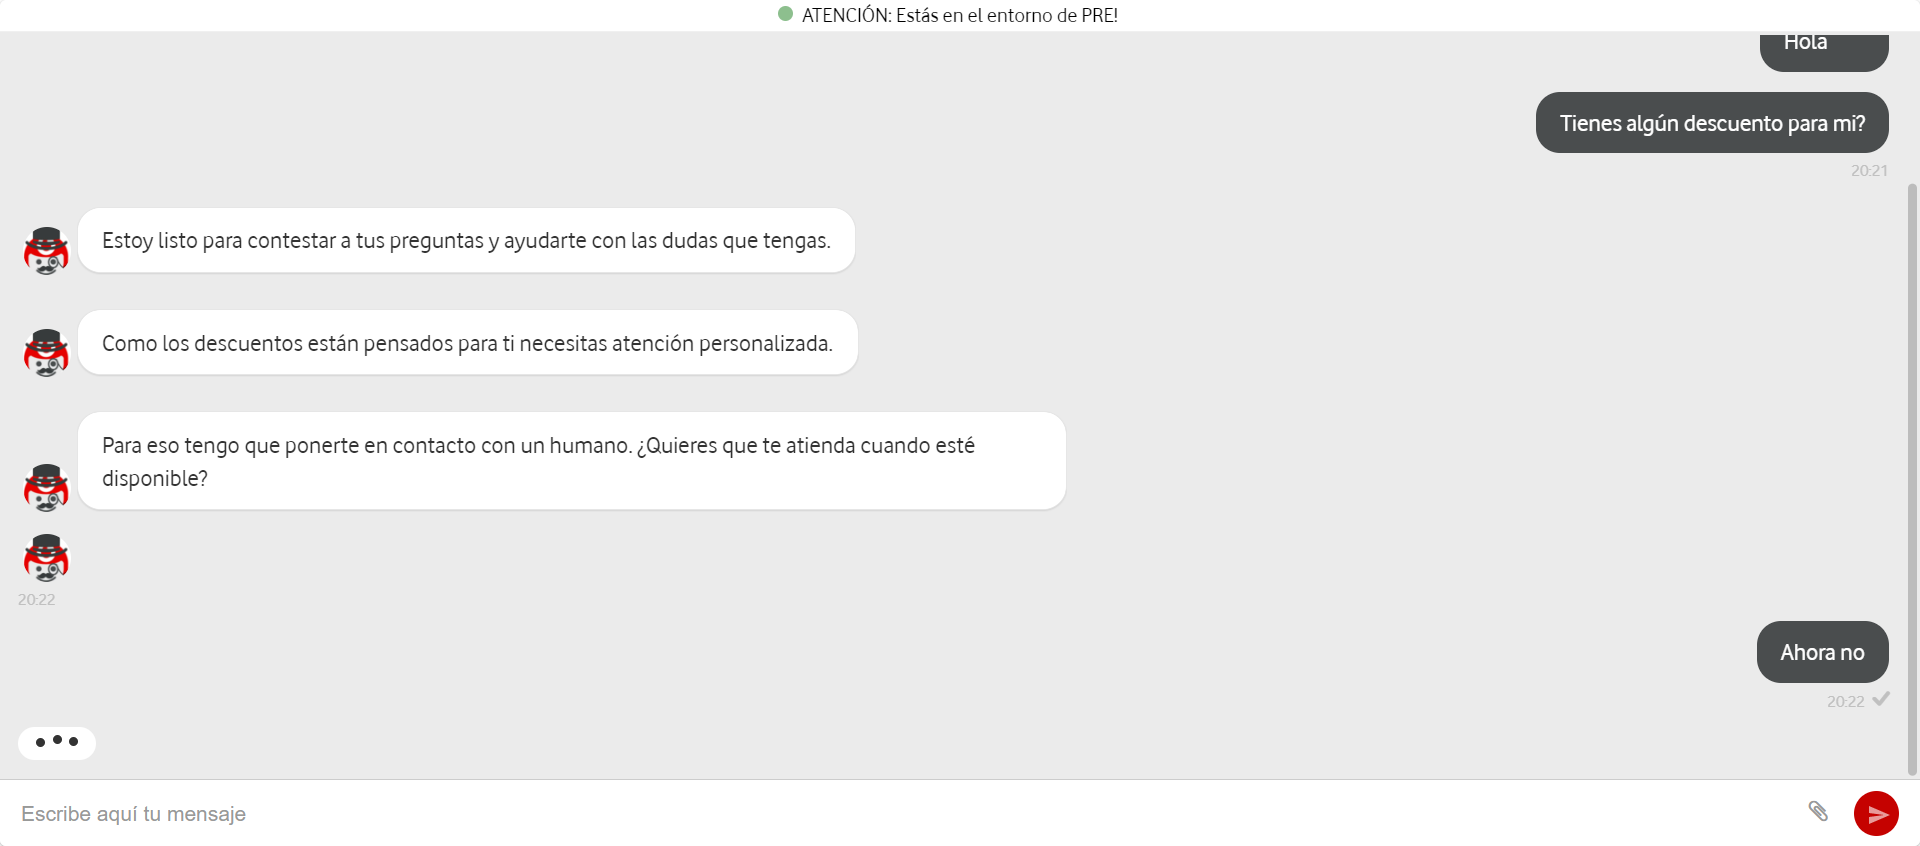 ATENCIÓN: Estás en el entorno de PRE!
Hola
Tienes algún descuento para mi?
20:21
Estoy listo para contestar a tus preguntas y ayudarte con las dudas que tengas.
Como los descuentos están pensados para ti necesitas atención personalizada.
Para eso tengo que ponerte en contacto con un humano. ¿Quieres que te atienda cuando esté
disponible?
20:22
Ahora no
20:22
Escribe aquí tu mensaje